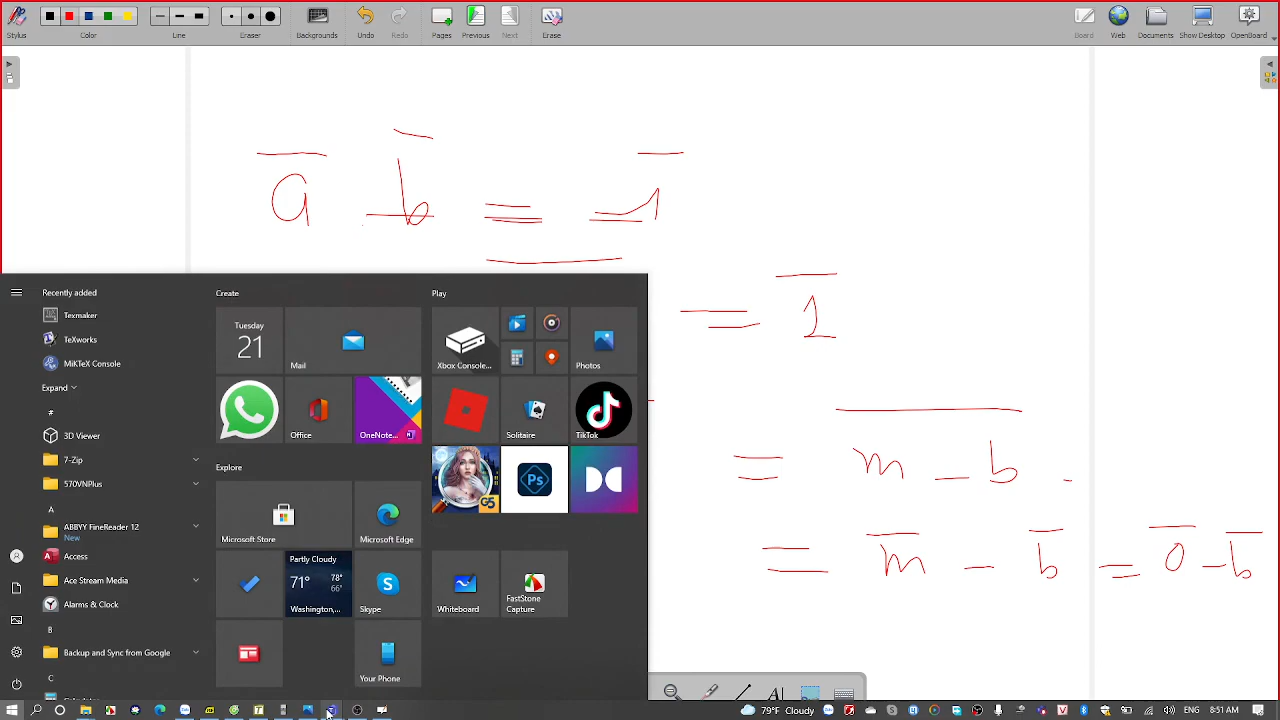 Stylus Color Line Eraser Backgrounds Undo Redo Pages Previous Next Erase Board Web Documents Show Desktop OpenBoard
a̅ b̅ = 1̅
= 1̅
= \overline{m - b} .
= m̅ - b̅ = 0̅ - b̅
Recently added
Texmaker
TeXworks
MiKTeX Console
Expand
#
3D Viewer
7-Zip
570VNPlus
A
ABBYY FineReader 12
New
Access
Ace Stream Media
Alarms & Clock
B
Backup and Sync from Google
C
Create
Tuesday
21
Mail
Office
OneNote...
Explore
Microsoft Store
Microsoft Edge
Partly Cloudy
71° 78° 66°
Washington,...
Skype
Your Phone
Play
Xbox Console...
Photos
Solitaire
TikTok
G5
Ps
Whiteboard
FastStone
Capture
79°F Cloudy
8:51 AM